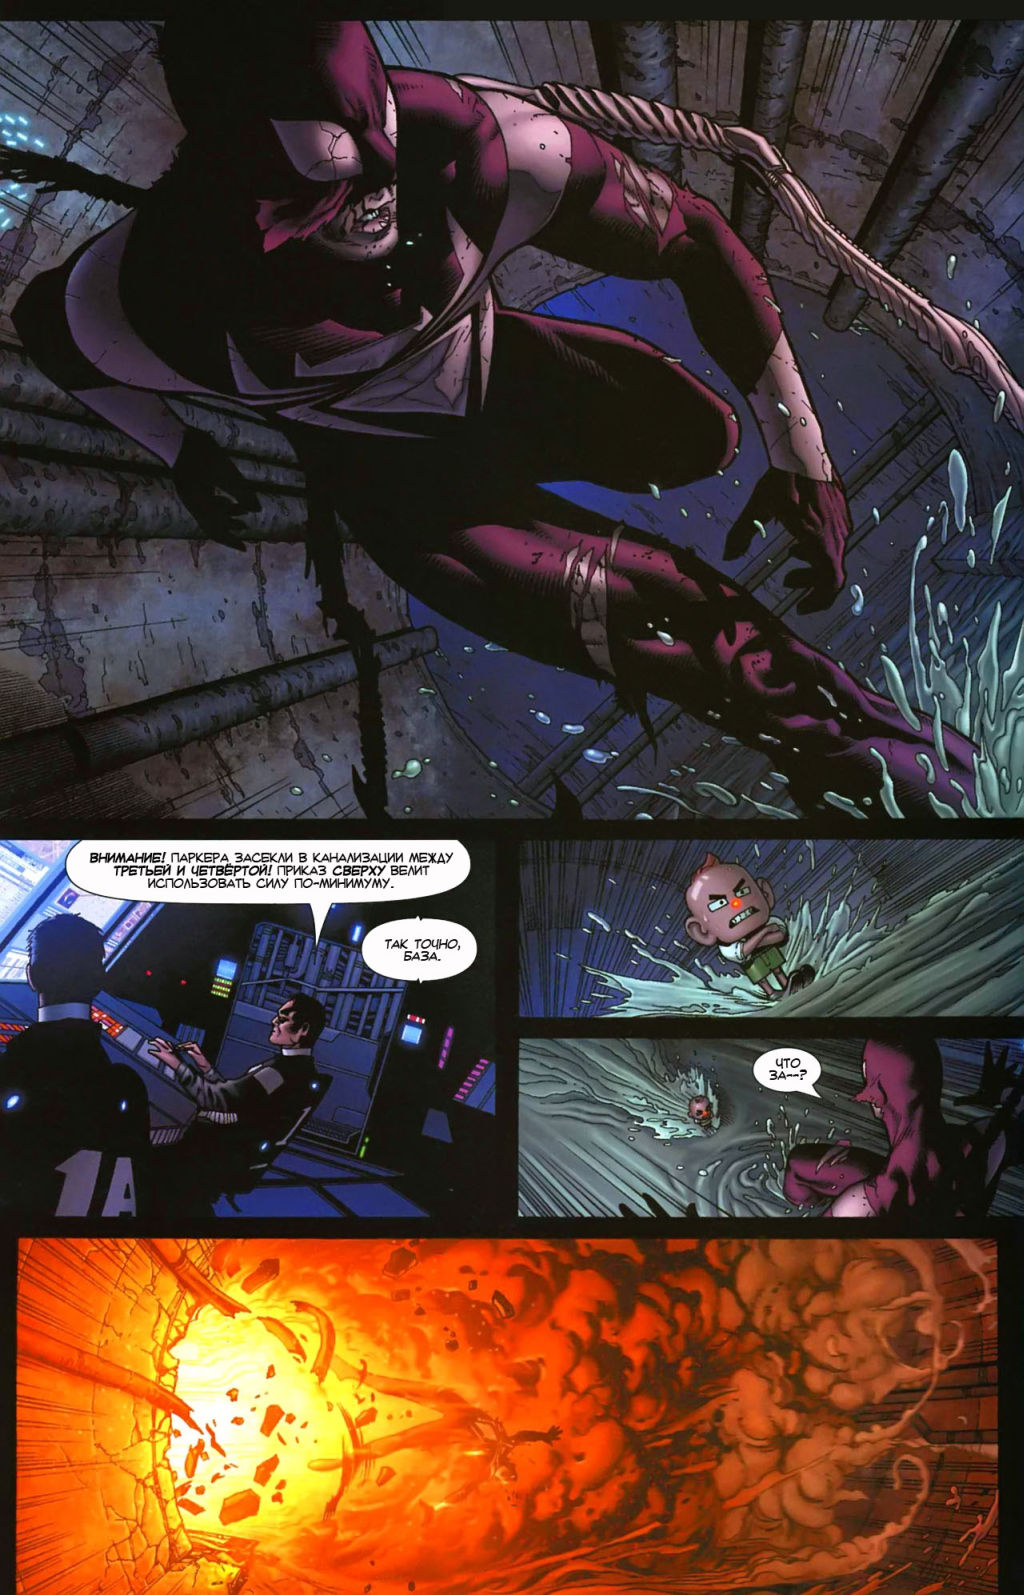 ВНИМАНИЕ! ПАРКЕРА ЗАСЕКЛИ В КАНАЛИЗАЦИИ МЕЖДУ
ТРЕТЬЕЙ И ЧЕТВЁРТОЙ! ПРИКАЗ СВЕРХУ ВЕЛИТ
ИСПОЛЬЗОВАТЬ СИЛУ ПО-МИНИМУМУ.
ТАК ТОЧНО,
БАЗА.
1A
ЧТО
ЗА--?